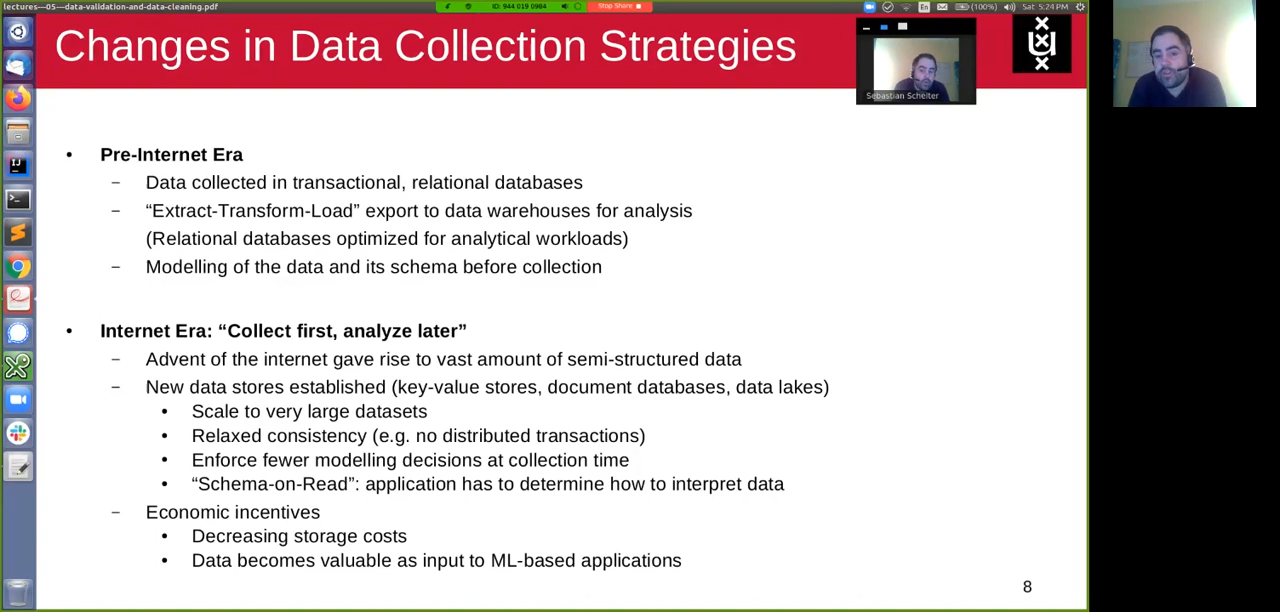 lectures---05---data-validation-and-data-cleaning.pdf
ID: 944 019 0984
Stop Share
En
(100%)
Sat 5:24 PM
Changes in Data Collection Strategies
Sebastian Schelter
• Pre-Internet Era
– Data collected in transactional, relational databases
– “Extract-Transform-Load” export to data warehouses for analysis
(Relational databases optimized for analytical workloads)
– Modelling of the data and its schema before collection
• Internet Era: “Collect first, analyze later”
– Advent of the internet gave rise to vast amount of semi-structured data
– New data stores established (key-value stores, document databases, data lakes)
• Scale to very large datasets
• Relaxed consistency (e.g. no distributed transactions)
• Enforce fewer modelling decisions at collection time
• “Schema-on-Read”: application has to determine how to interpret data
– Economic incentives
• Decreasing storage costs
• Data becomes valuable as input to ML-based applications
8